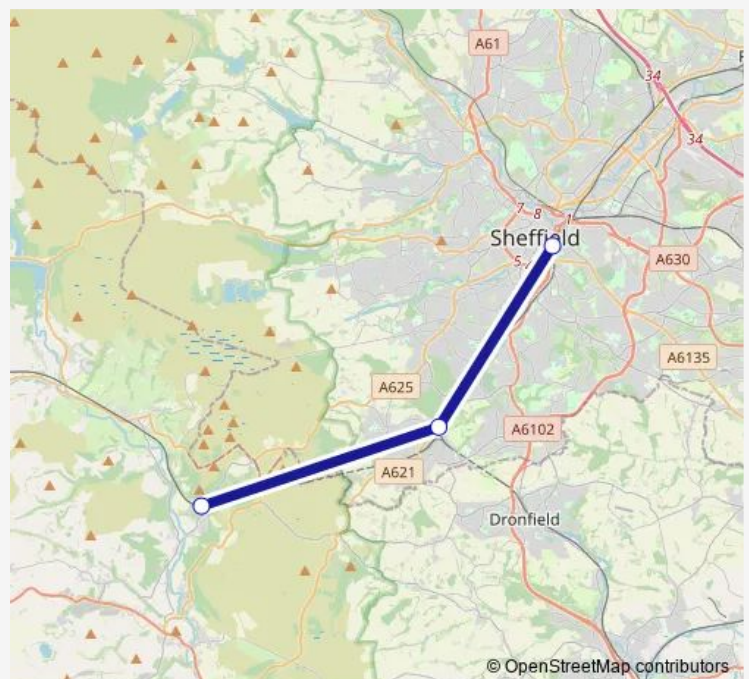 A61
34
34
7
8
1
Sheffield
5
A630
A6135
A625
A6102
A621
Dronfield
© OpenStreetMap contributors